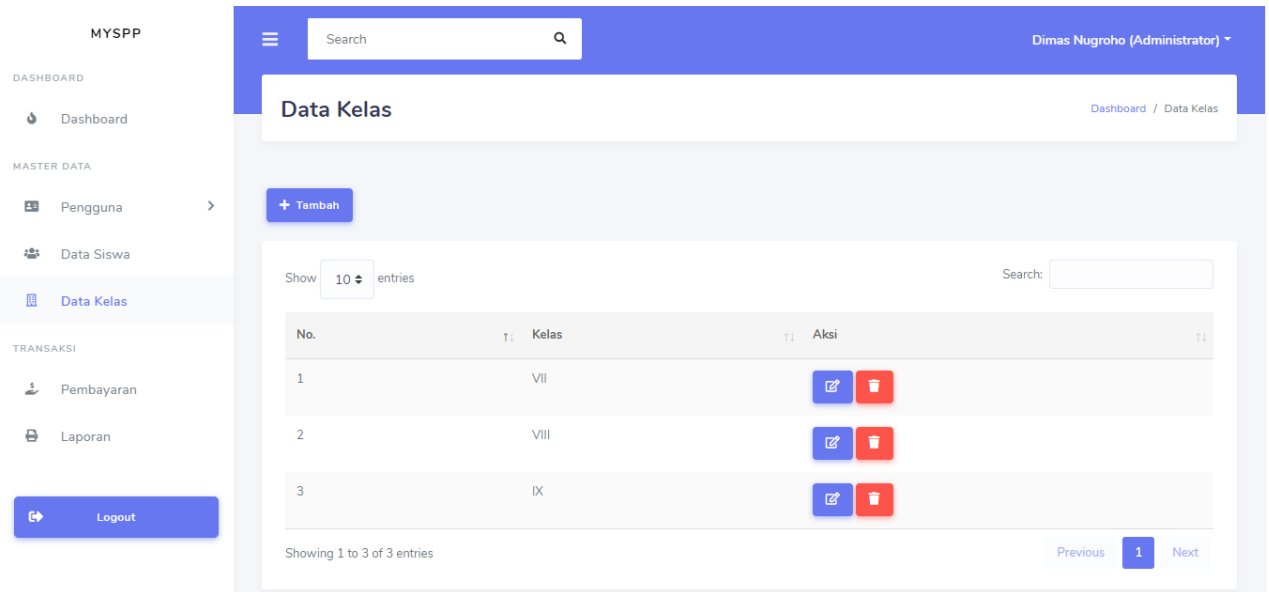 MYSPP
DASHBOARD
Dashboard
MASTER DATA
Pengguna
Data Siswa
Data Kelas
TRANSAKSI
Pembayaran
Laporan
Logout
Search
Dimas Nugroho (Administrator)
Data Kelas
Dashboard / Data Kelas
+ Tambah
Show 10 entries
Search:
No. Kelas Aksi
1 VII
2 VIII
3 IX
Showing 1 to 3 of 3 entries
Previous 1 Next